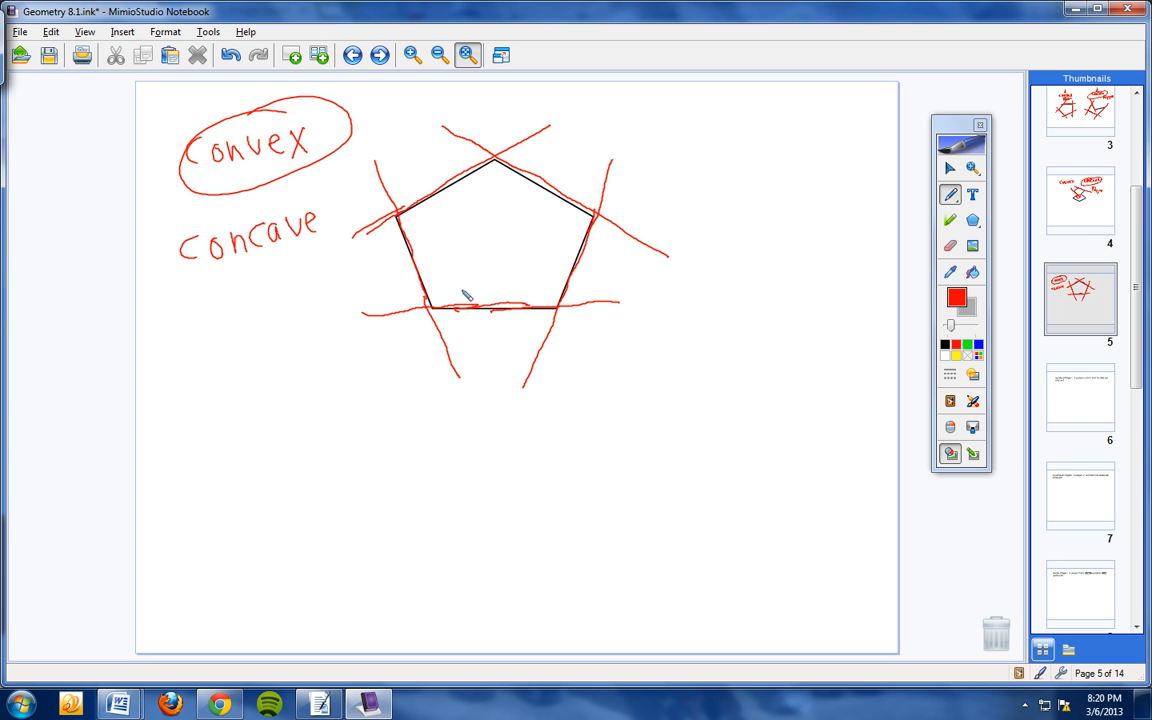 Geometry 8.1.ink* - MimioStudio Notebook
File Edit View Insert Format Tools Help
Thumbnails
convex
concave
3
4
5
6
7
Page 5 of 14
8:20 PM
3/6/2013